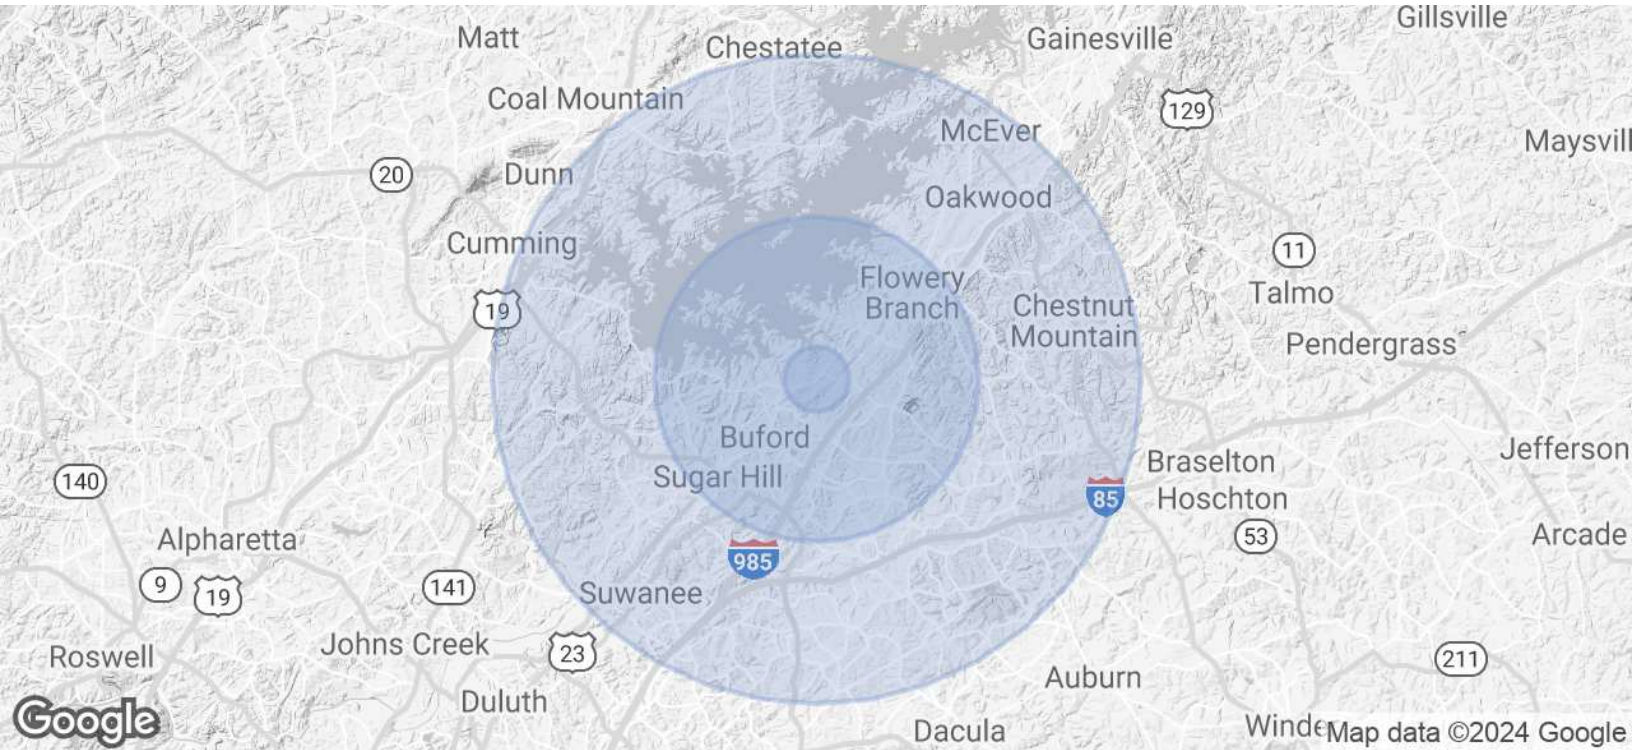 Gillsville
Matt
Chestatee
Gainesville
Coal Mountain
129
McEver
Maysvill
20
Dunn
Oakwood
Cumming
11
Flowery
Branch
19
Talmo
Chestnut
Mountain
Pendergrass
Buford
Sugar Hill
Jefferson
Braselton
140
85
Hoschton
Alpharetta
53
Arcade
985
9
19
141
Suwanee
Johns Creek
23
Roswell
211
Auburn
Duluth
Google
Dacula
Winde
Map data ©2024 Google